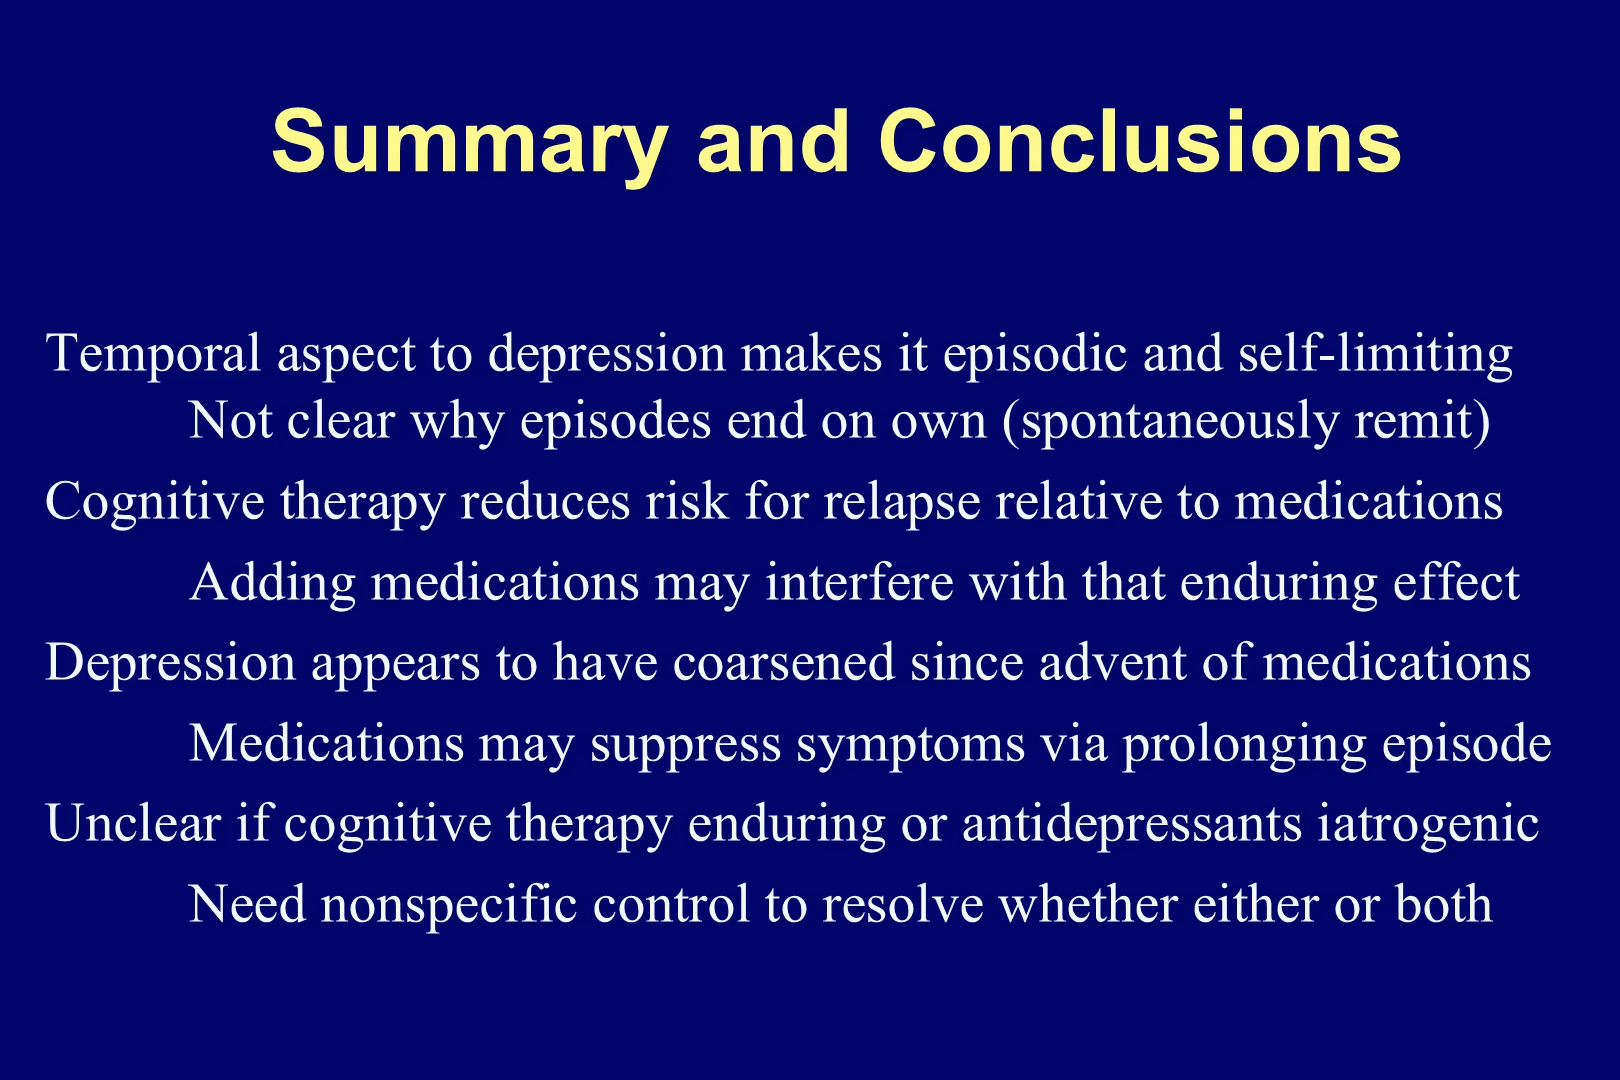 Summary and Conclusions
Temporal aspect to depression makes it episodic and self-limiting
Not clear why episodes end on own (spontaneously remit)
Cognitive therapy reduces risk for relapse relative to medications
Adding medications may interfere with that enduring effect
Depression appears to have coarsened since advent of medications
Medications may suppress symptoms via prolonging episode
Unclear if cognitive therapy enduring or antidepressants iatrogenic
Need nonspecific control to resolve whether either or both